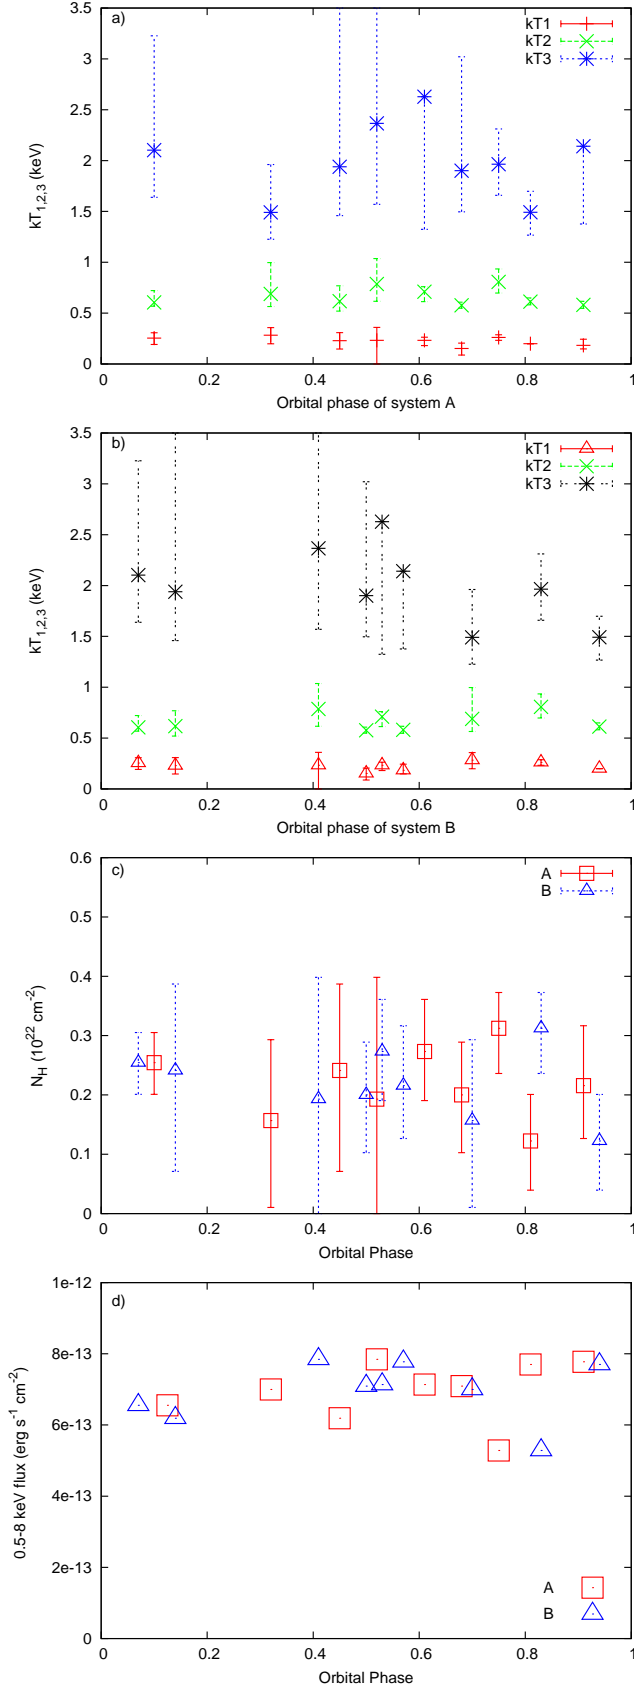 a)
kT1
kT2
kT3
3.5
3
2.5
2
1.5
1
0.5
0
kT1,2,3 (keV)
0 0.2 0.4 0.6 0.8 1
Orbital phase of system A
b)
kT1
kT2
kT3
3.5
3
2.5
2
1.5
1
0.5
0
kT1,2,3 (keV)
0 0.2 0.4 0.6 0.8 1
Orbital phase of system B
c)
A
B
0.6
0.5
0.4
0.3
0.2
0.1
0
NH (10^22 cm^-2)
0 0.2 0.4 0.6 0.8 1
Orbital Phase
d)
1e-12
8e-13
6e-13
4e-13
2e-13
0
0.5-8 keV flux (erg s^-1 cm^-2)
A
B
0 0.2 0.4 0.6 0.8 1
Orbital Phase